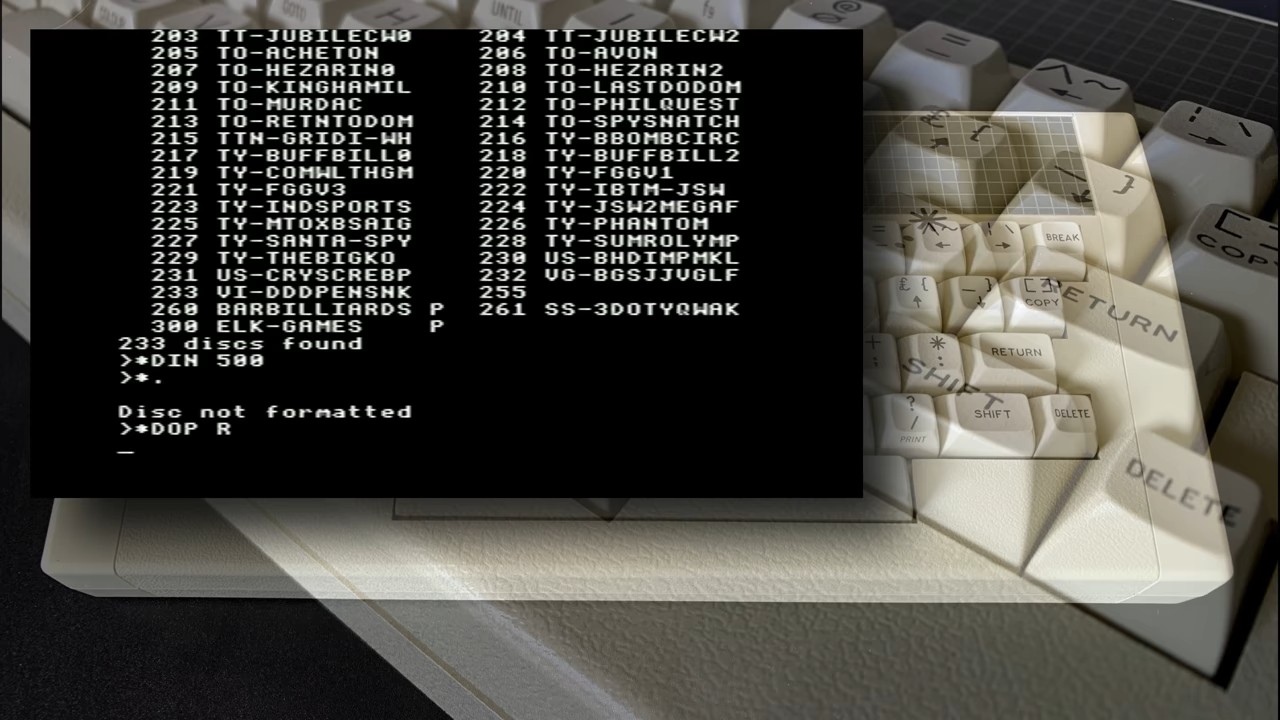 203 TT-JUBILECW0 204 TT-JUBILECW2
205 TO-ACHETON 206 TO-AVON
207 TO-HEZARIN0 208 TO-HEZARIN2
209 TO-KINGHAMIL 210 TO-LASTDODOM
211 TO-MURDAC 212 TO-PHILQUEST
213 TO-RETNTODOM 214 TO-SPYSNATCH
215 TTN-GRIDI-WH 216 TY-BBOMBCIRC
217 TY-BUFFBILL0 218 TY-BUFFBILL2
219 TY-COMWLTHGM 220 TY-FGGV1
221 TY-FGGV3 222 TY-IBTM-JSW
223 TY-INDSPORTS 224 TY-JSW2MEGAF
225 TY-MTOXBSAIG 226 TY-PHANTOM
227 TY-SANTA-SPY 228 TY-SUMROLYMP
229 TY-THEBIGKO 230 US-BHDIMPMKL
231 US-CRYSCREBP 232 VG-BGSJJVGLF
233 VI-DDDPENSNK 255
260 BARBILLIARDS P 261 SS-3DOTYQWAK
300 ELK-GAMES P
233 discs found
>*DIN 500
>*.
Disc not formatted
>*DOP R
_
GOTO
UNTIL
f9
@
BREAK
COPY
COPY
RETURN
RETURN
SHIFT
SHIFT
DELETE
PRINT
DELETE